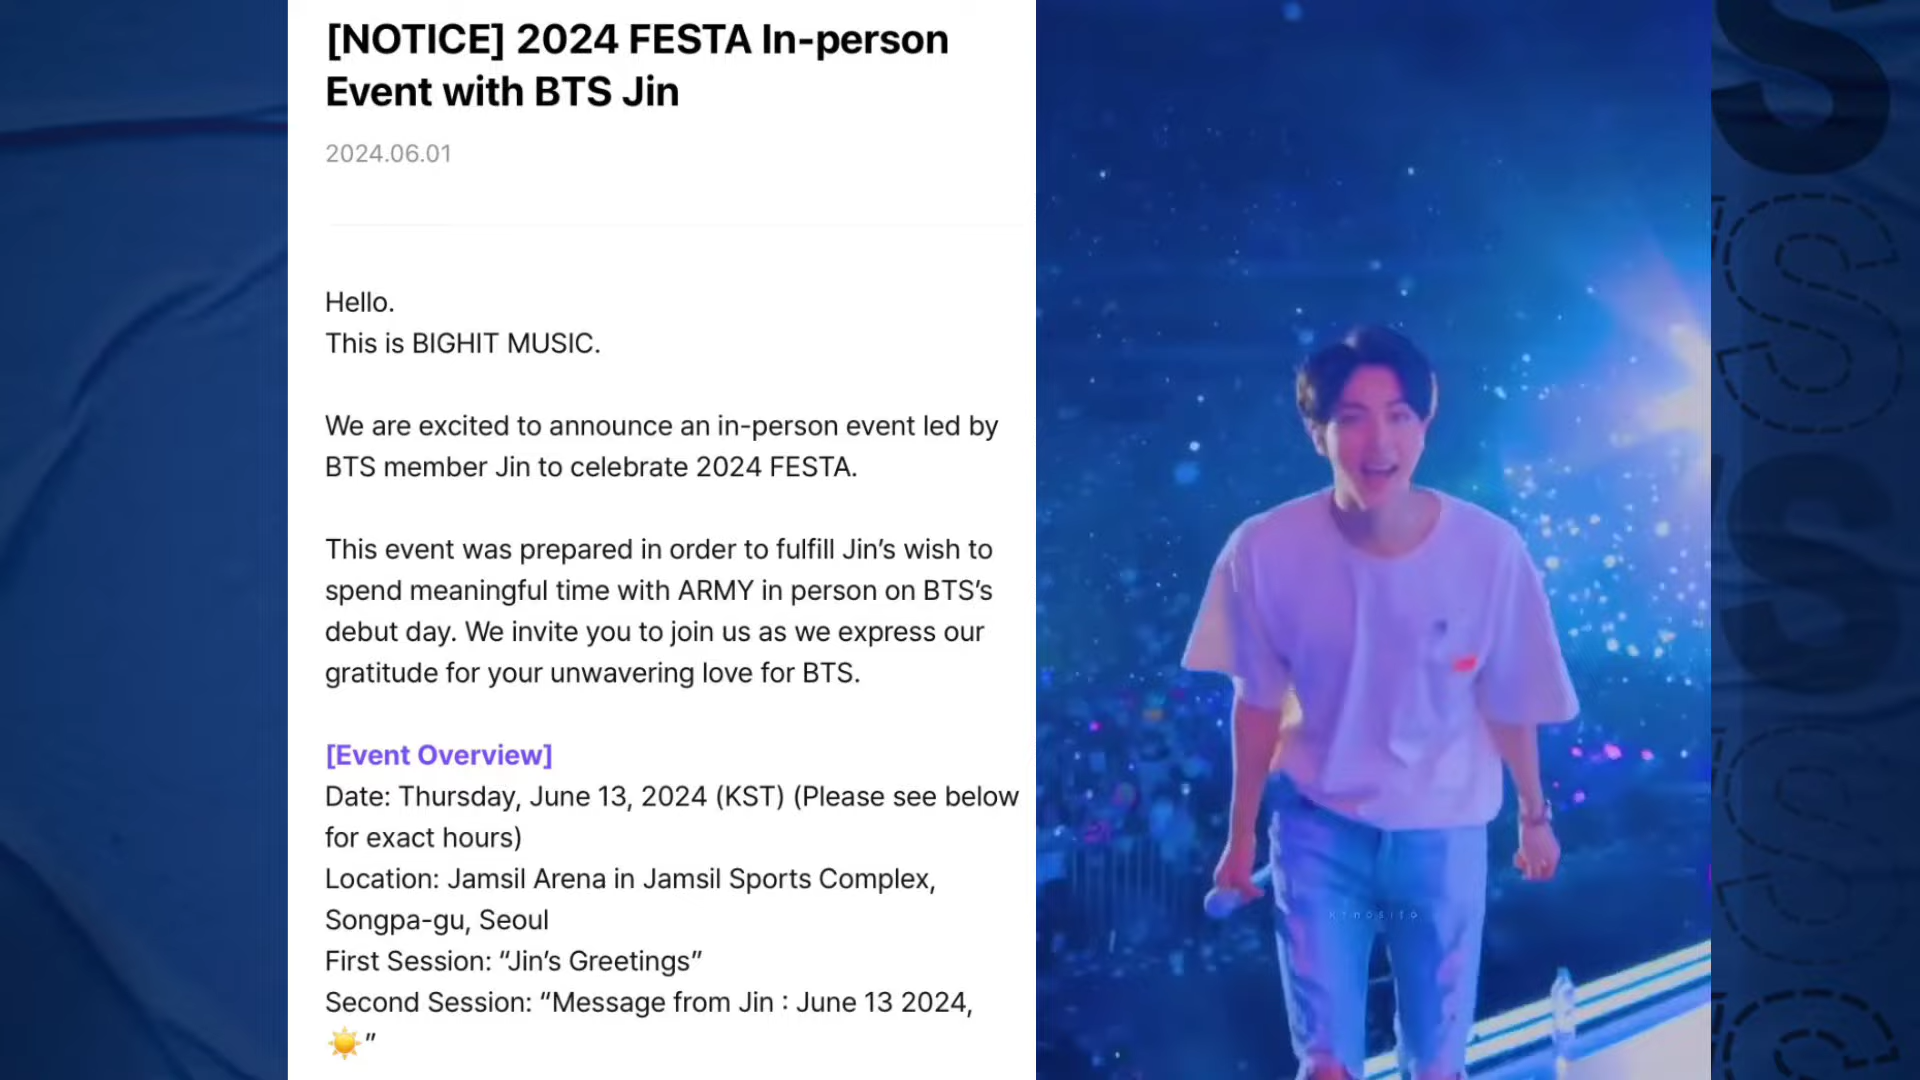 [NOTICE] 2024 FESTA In-person
Event with BTS Jin
2024.06.01
Hello.
This is BIGHIT MUSIC.
We are excited to announce an in-person event led by
BTS member Jin to celebrate 2024 FESTA.
This event was prepared in order to fulfill Jin’s wish to
spend meaningful time with ARMY in person on BTS’s
debut day. We invite you to join us as we express our
gratitude for your unwavering love for BTS.
[Event Overview]
Date: Thursday, June 13, 2024 (KST) (Please see below
for exact hours)
Location: Jamsil Arena in Jamsil Sports Complex,
Songpa-gu, Seoul
First Session: “Jin’s Greetings”
Second Session: “Message from Jin : June 13 2024,
☀️”